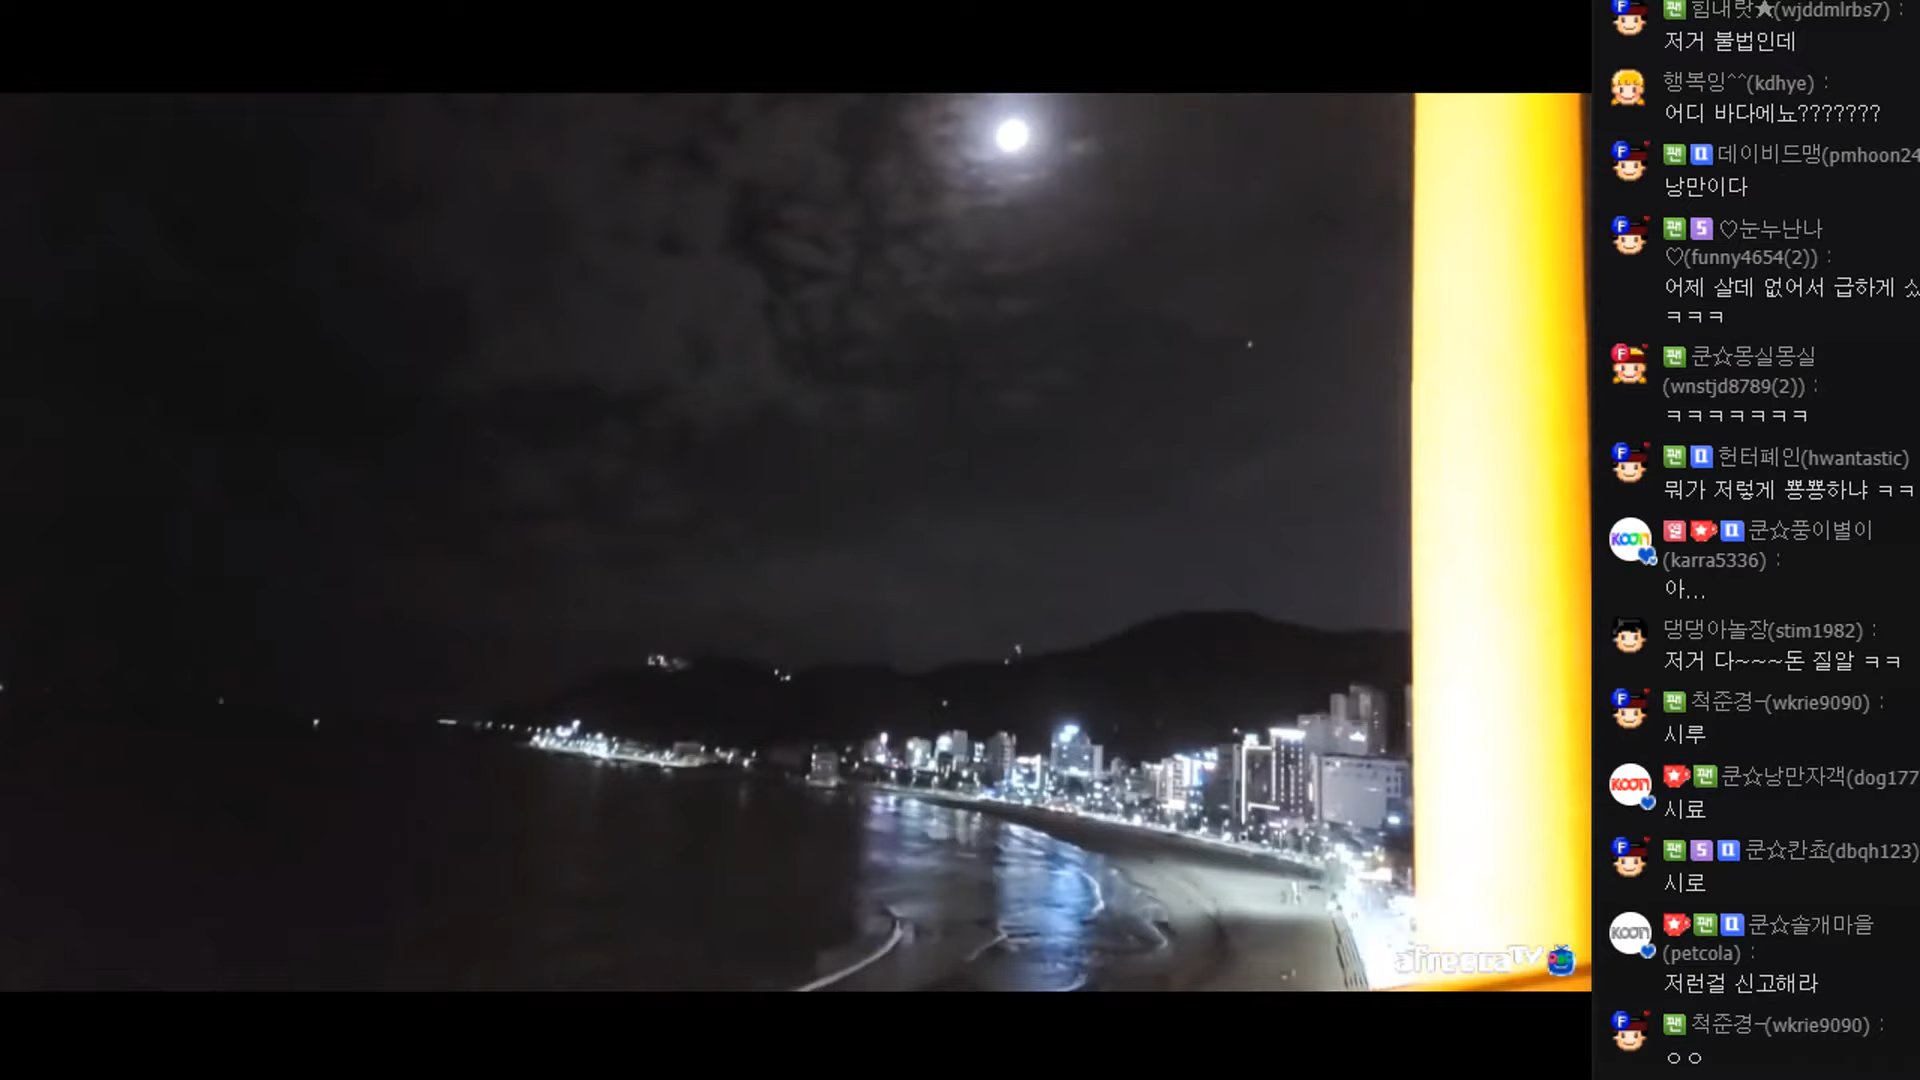 팬 힘내랏★(wjddmlrbs7) :
저거 불법인데
행복잉^^(kdhye) :
어디 바다에뇨???????
팬 데이비드맹(pmhoon24
낭만이다
팬 S ♡눈누난나
♡(funny4654(2)) :
어제 살데 없어서 급하게
ㅋㅋㅋ
팬 쿤☆몽실몽실
(wnstjd8789(2)) :
ㅋㅋㅋㅋㅋㅋㅋ
팬 헌터페인(hwantastic)
뭐가 저렇게 뿅뿅하냐 ㅋㅋ
KOON 열 쿤☆풍이별이
(karra5336) :
아...
댕댕아놀장(stim1982) :
저거 다~~~돈 질알 ㅋㅋ
팬 척준경-(wkrie9090) :
시루
KOON 팬 쿤☆낭만자객(dog177
시료
팬 S 쿤☆칸쵸(dbqh123)
시로
KOON 팬 쿤☆솔개마을
(petcola) :
저런걸 신고해라
팬 척준경-(wkrie9090) :
ㅇㅇ
afreecaTV